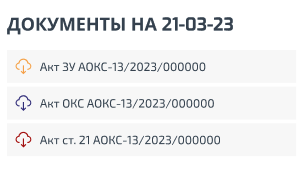 ДОКУМЕНТЫ НА 21-03-23
Акт ЗУ АОКС-13/2023/000000
Акт ОКС АОКС-13/2023/000000
Акт ст. 21 АОКС-13/2023/000000